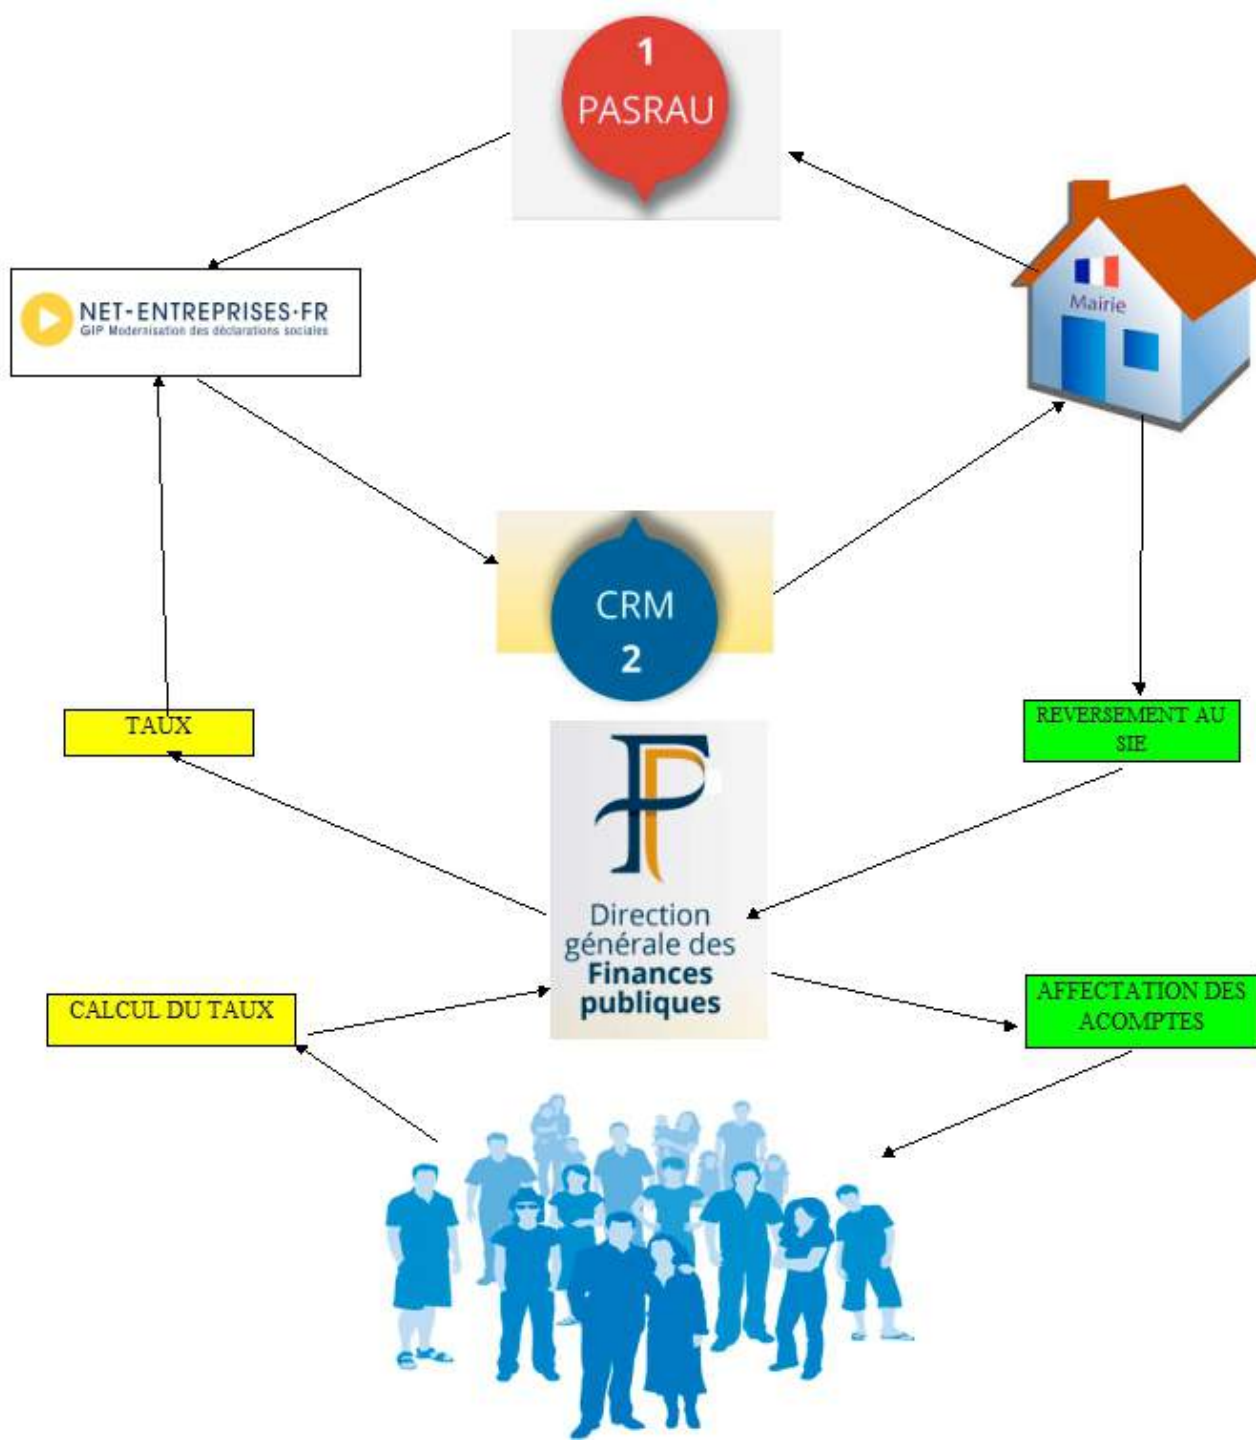 1
PASRAU
NET-ENTREPRISES·FR
GIP Modernisation des déclarations sociales
Mairie
CRM
2
TAUX
REVERSEMENT AU
SIE
Direction
générale des
Finances
publiques
CALCUL DU TAUX
AFFECTATION DES
ACOMPTES